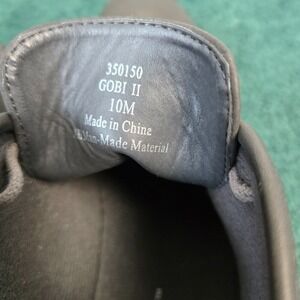 350150
GOBI II
10M
Made in China
Man-Made Material